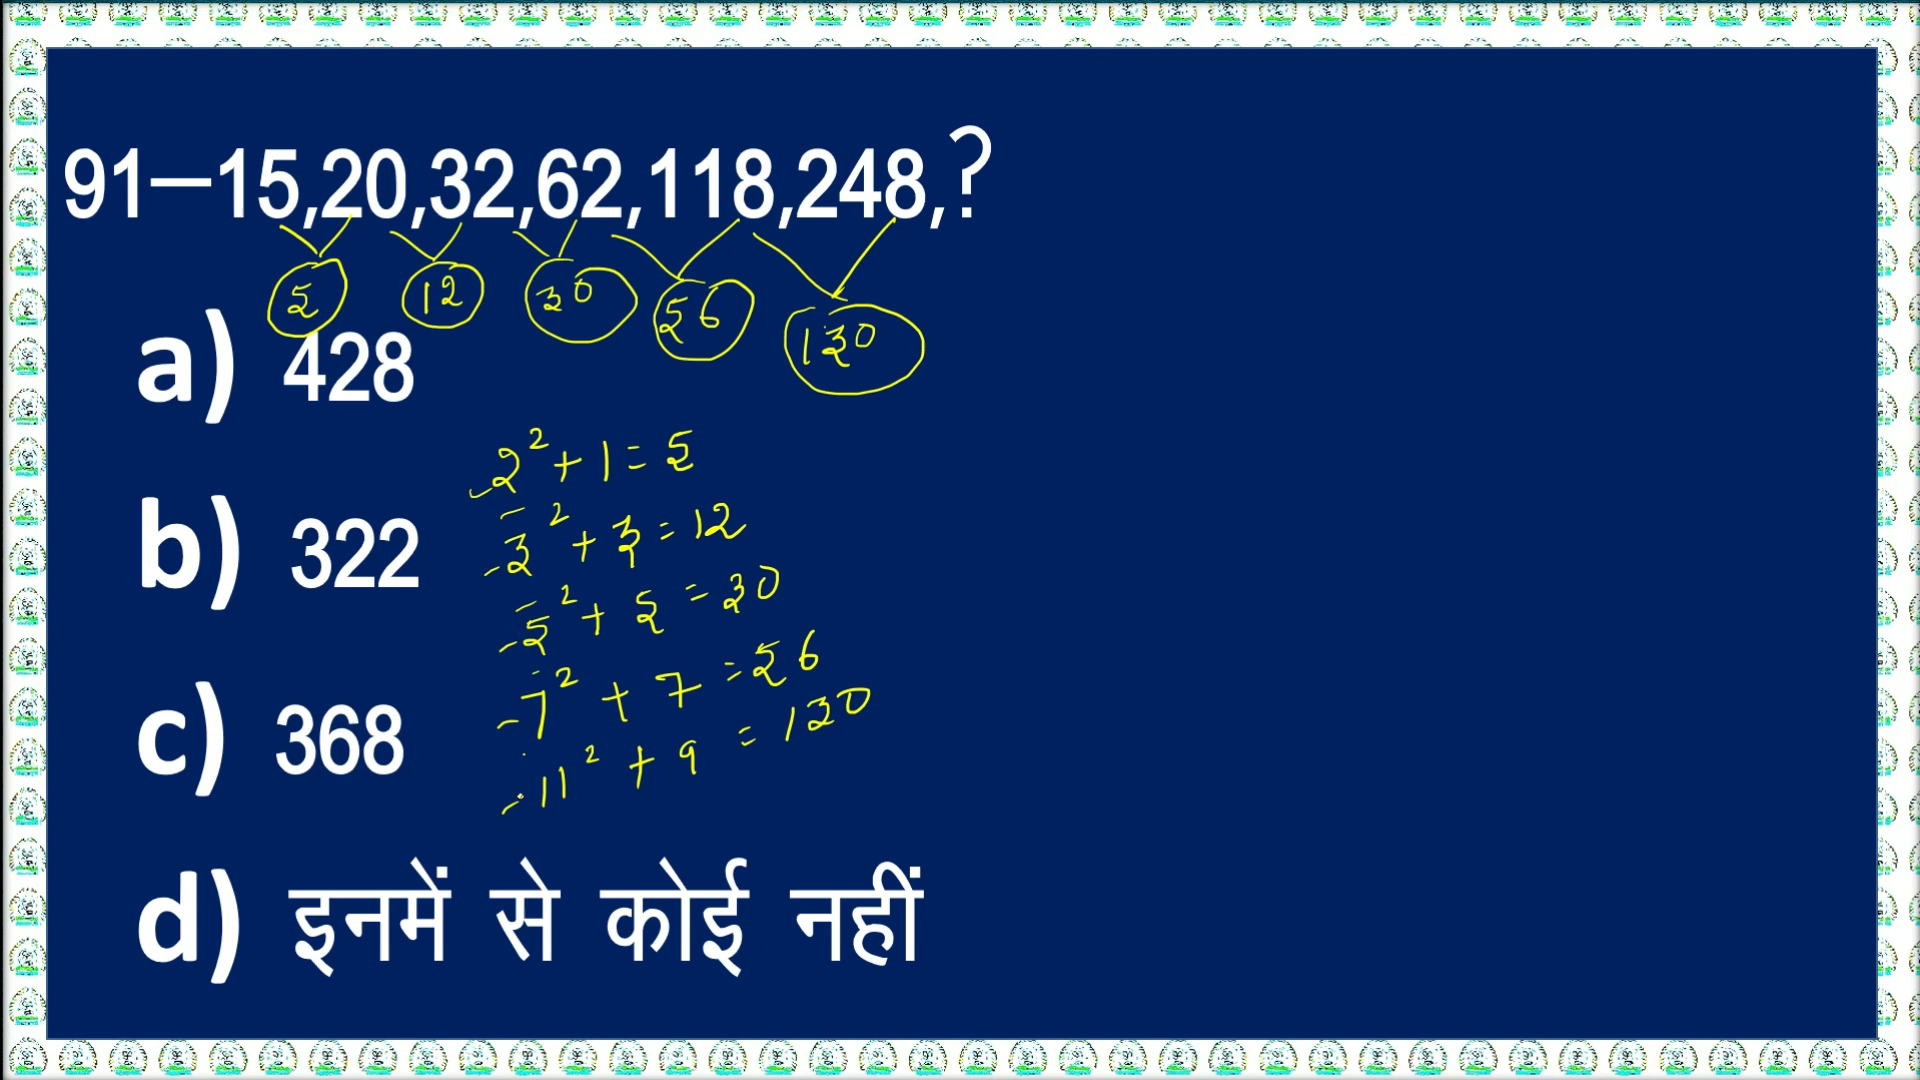 91–15,20,32,62,118,248,?
5 12 30 56 130
a) 428
2² + 1 = 5
3² + 3 = 12
b) 322
5² + 5 = 30
7² + 7 = 56
c) 368
11² + 9 = 130
d) इनमें से कोई नहीं